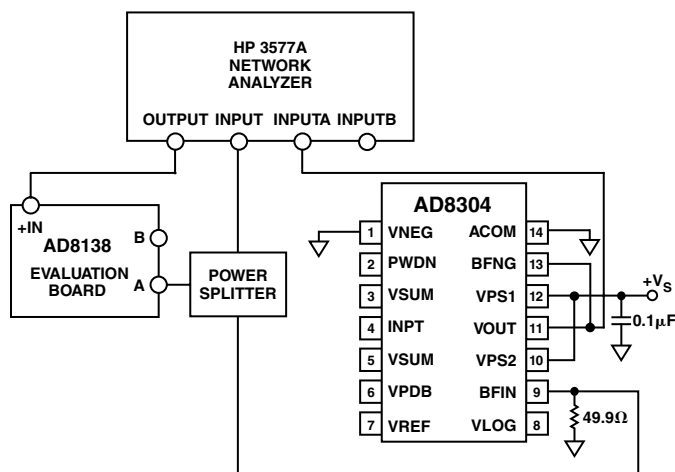 HP 3577A
NETWORK
ANALYZER
OUTPUT INPUT INPUTA INPUTB
+IN
AD8138
EVALUATION
BOARD
B
A
POWER
SPLITTER
AD8304
1 VNEG ACOM 14
2 PWDN BFNG 13
3 VSUM VPS1 12
4 INPT VOUT 11
5 VSUM VPS2 10
6 VPDB BFIN 9
7 VREF VLOG 8
+VS
0.1μF
49.9Ω